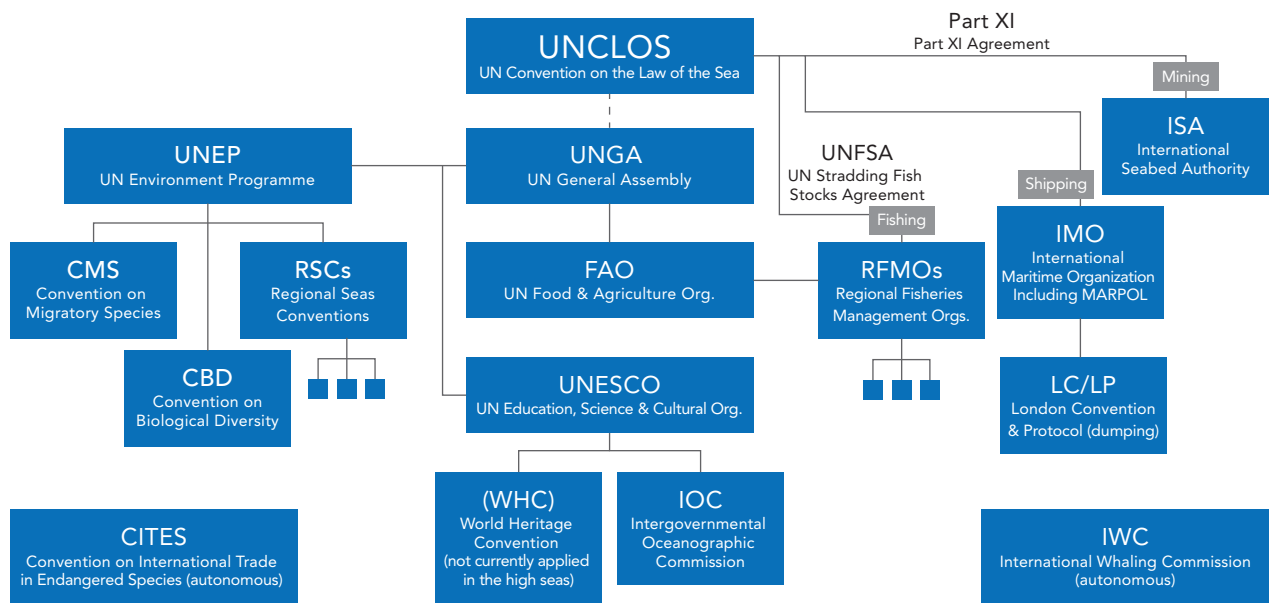 UNCLOS
UN Convention on the Law of the Sea
Part XI
Part XI Agreement
Mining
ISA
International
Seabed Authority
UNEP
UN Environment Programme
UNGA
UN General Assembly
UNFSA
UN Stradding Fish
Stocks Agreement
Fishing
Shipping
IMO
International
Maritime Organization
Including MARPOL
CMS
Convention on
Migratory Species
RSCs
Regional Seas
Conventions
FAO
UN Food & Agriculture Org.
RFMOs
Regional Fisheries
Management Orgs.
CBD
Convention on
Biological Diversity
UNESCO
UN Education, Science & Cultural Org.
LC/LP
London Convention
& Protocol (dumping)
(WHC)
World Heritage
Convention
(not currently applied
in the high seas)
IOC
Intergovernmental
Oceanographic
Commission
CITES
Convention on International Trade
in Endangered Species (autonomous)
IWC
International Whaling Commission
(autonomous)